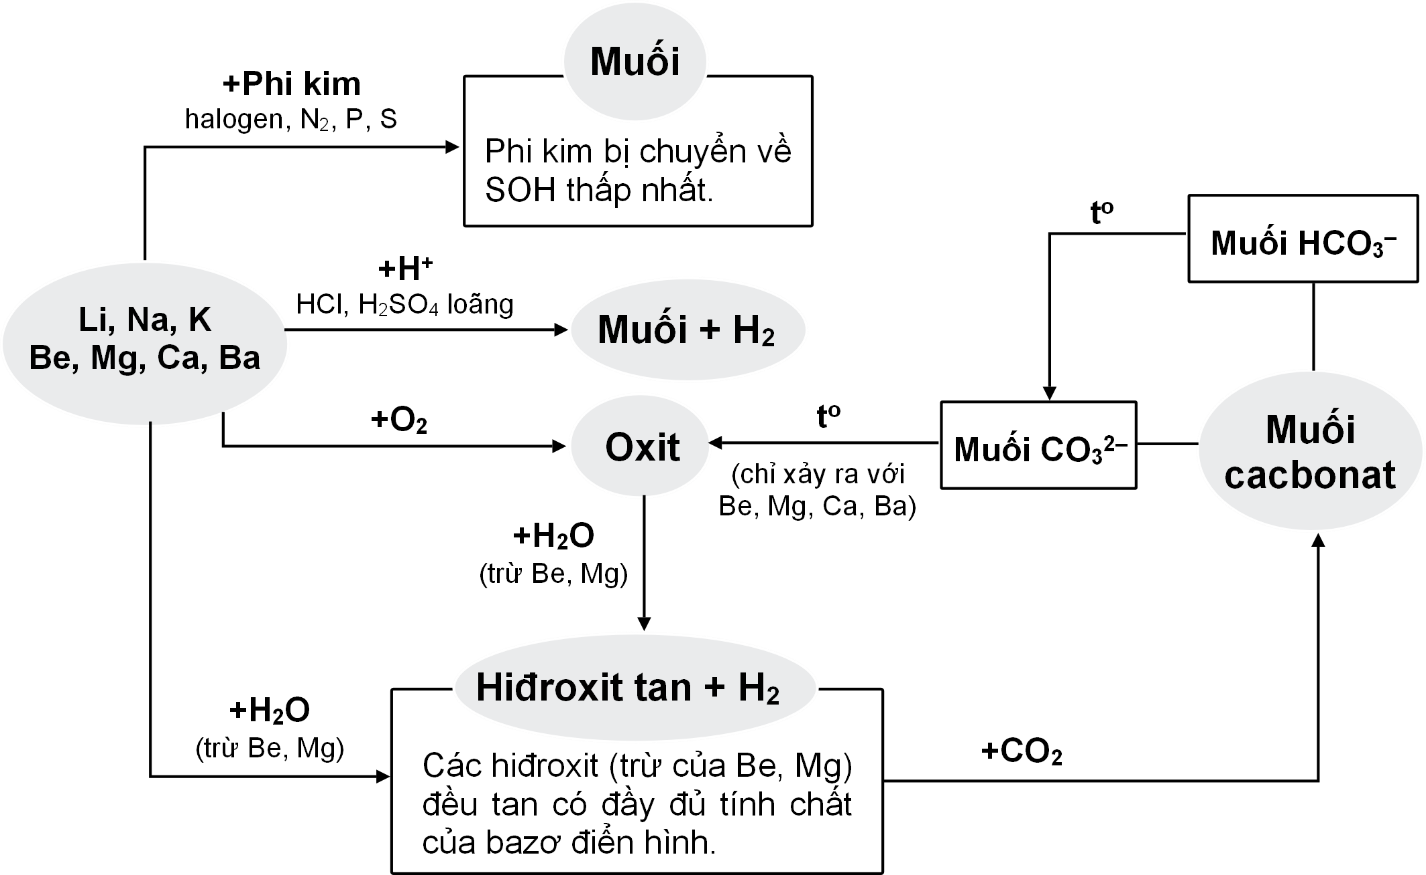 Muối
+Phi kim
halogen, N₂, P, S
Phi kim bị chuyển về
SOH thấp nhất.
tº
Muối HCO₃⁻
+H⁺
HCl, H₂SO₄ loãng
Li, Na, K
Be, Mg, Ca, Ba
Muối + H₂
+O₂
Oxit
tº
(chỉ xảy ra với
Be, Mg, Ca, Ba)
Muối CO₃²⁻
Muối
cacbonat
+H₂O
(trừ Be, Mg)
Hiđroxit tan + H₂
+H₂O
(trừ Be, Mg)
Các hiđroxit (trừ của Be, Mg)
đều tan có đầy đủ tính chất
của bazơ điển hình.
+CO₂